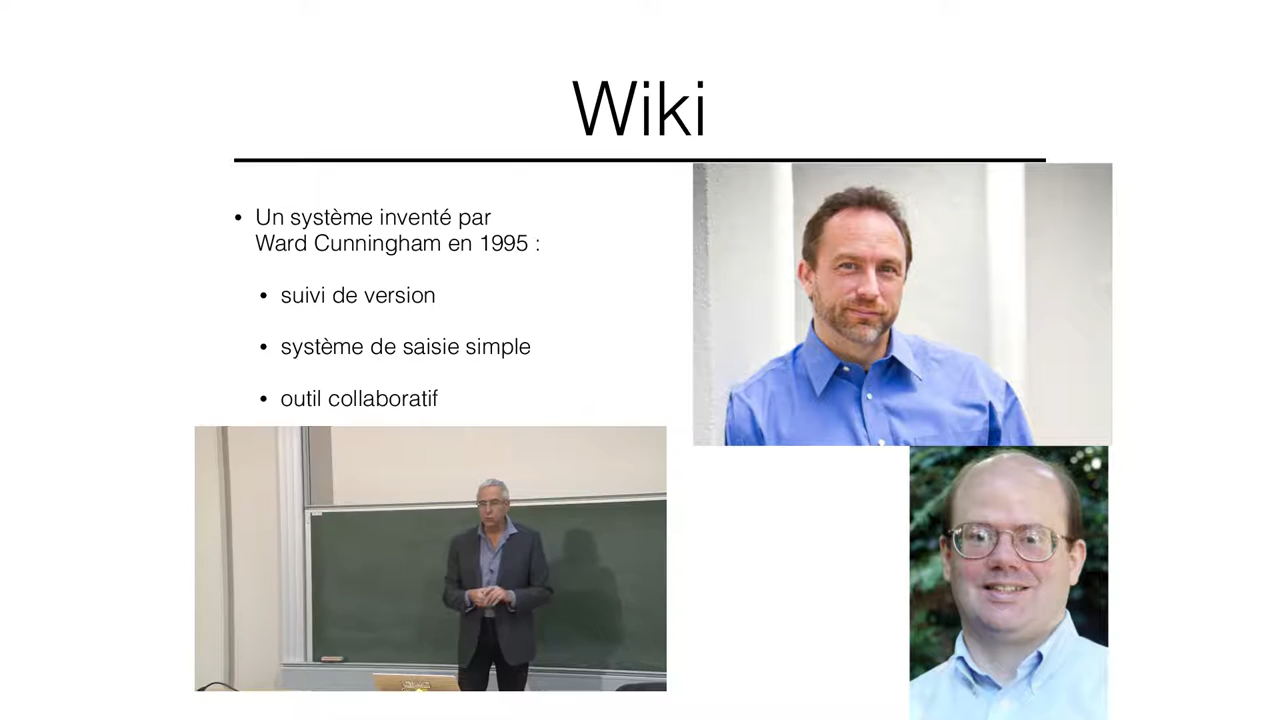 Wiki
• Un système inventé par
Ward Cunningham en 1995 :
• suivi de version
• système de saisie simple
• outil collaboratif